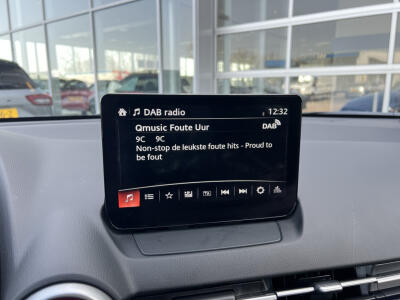 DAB radio 12:32
Qmusic Foute Uur DAB
9C 9C
Non-stop de leukste foute hits - Proud
to be fout